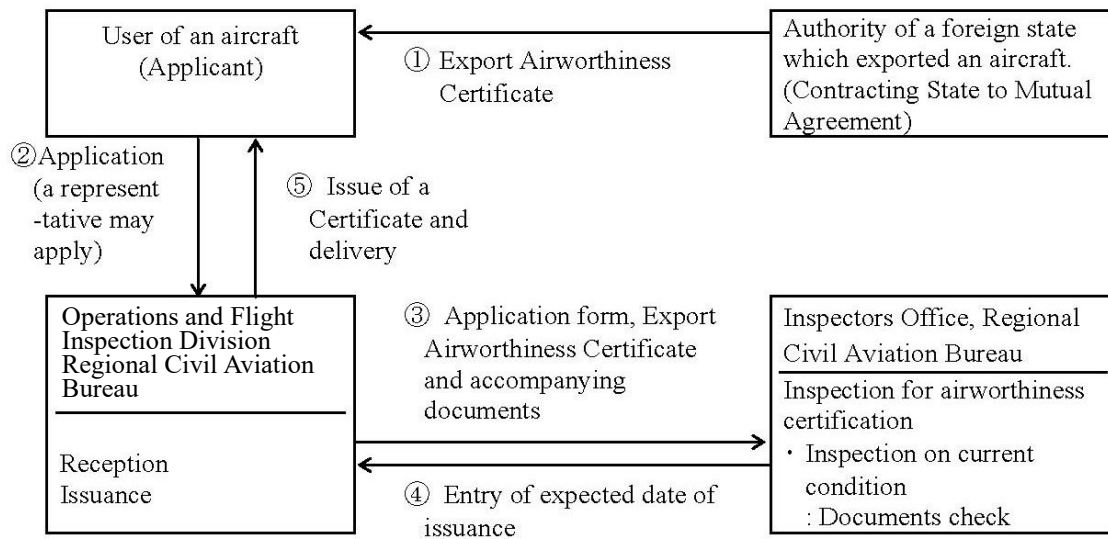 User of an aircraft
(Applicant)
① Export Airworthiness
Certificate
Authority of a foreign state
which exported an aircraft.
(Contracting State to Mutual
Agreement)
②Application
(a represent
-tative may
apply)
⑤ Issue of a
Certificate and
delivery
Operations and Flight
Inspection Division
Regional Civil Aviation
Bureau
Reception
Issuance
③ Application form, Export
Airworthiness Certificate
and accompanying
documents
④ Entry of expected date of
issuance
Inspectors Office, Regional
Civil Aviation Bureau
Inspection for airworthiness
certification
・ Inspection on current
condition
: Documents check